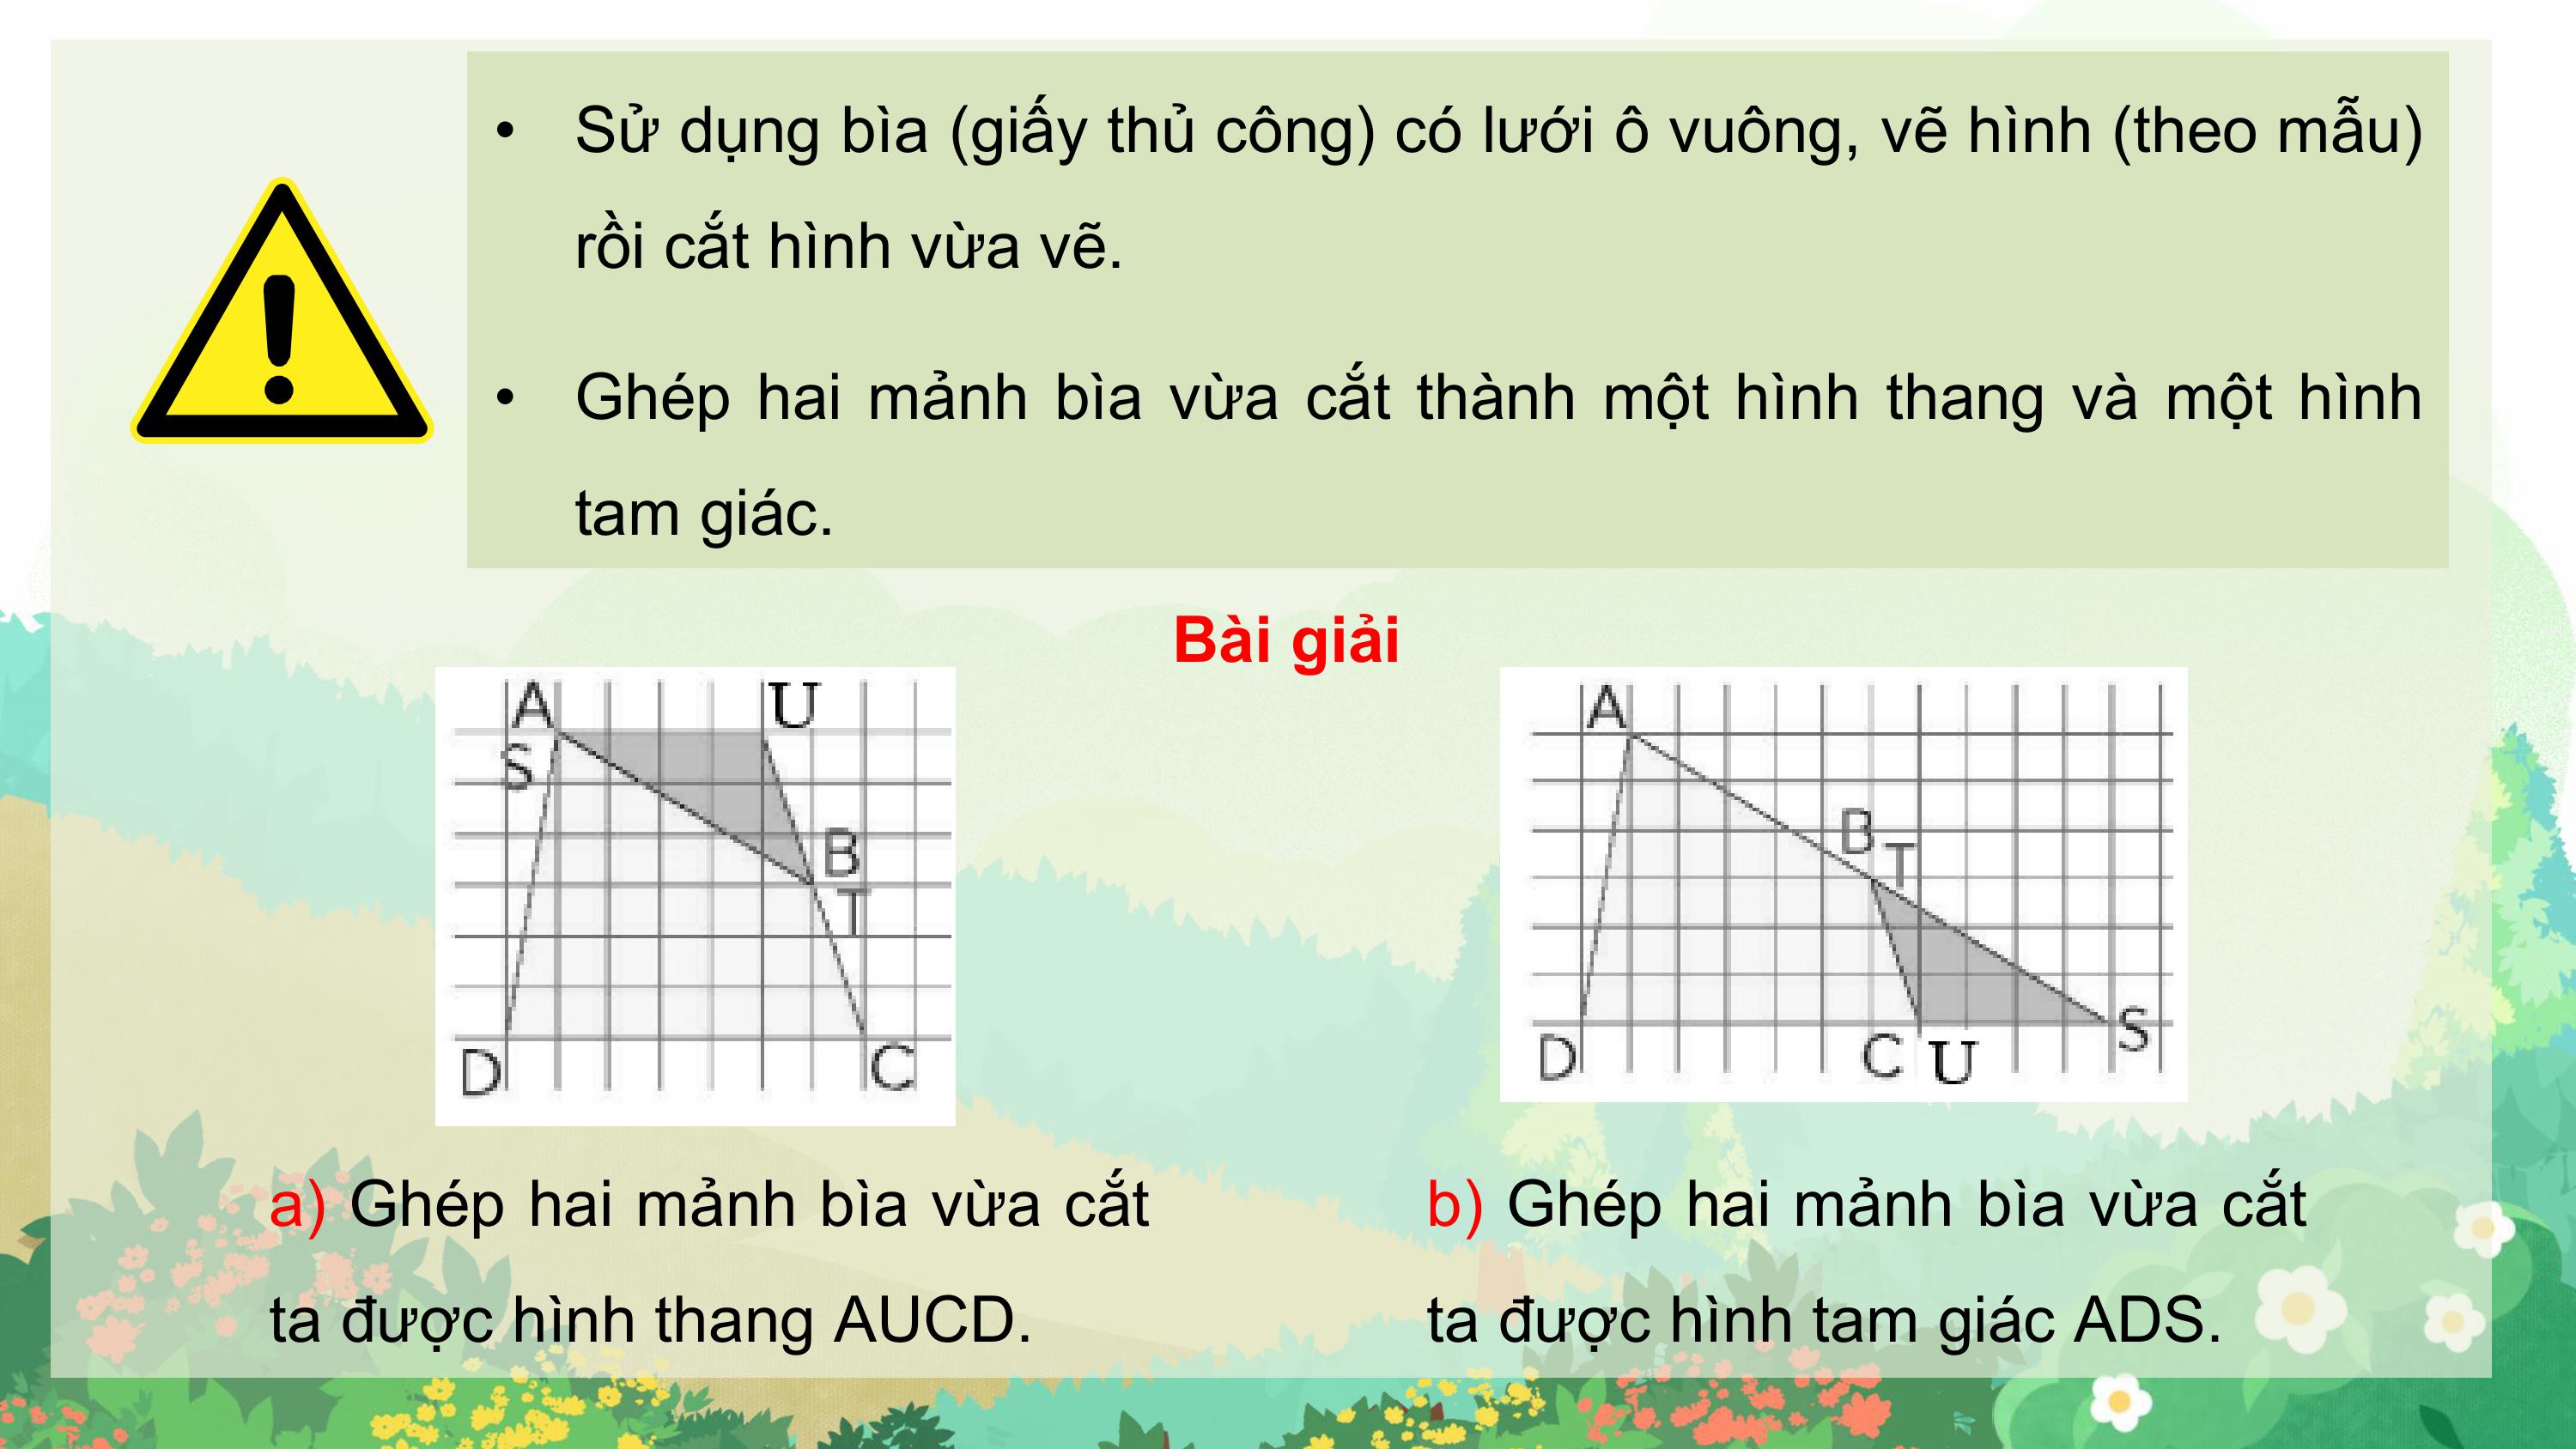 • Sử dụng bìa (giấy thủ công) có lưới ô vuông, vẽ hình (theo mẫu)
rồi cắt hình vừa vẽ.
• Ghép hai mảnh bìa vừa cắt thành một hình thang và một hình
tam giác.
Bài giải
A U
S
B
T
D C
A
B T
D C U S
a) Ghép hai mảnh bìa vừa cắt
ta được hình thang AUCD.
b) Ghép hai mảnh bìa vừa cắt
ta được hình tam giác ADS.